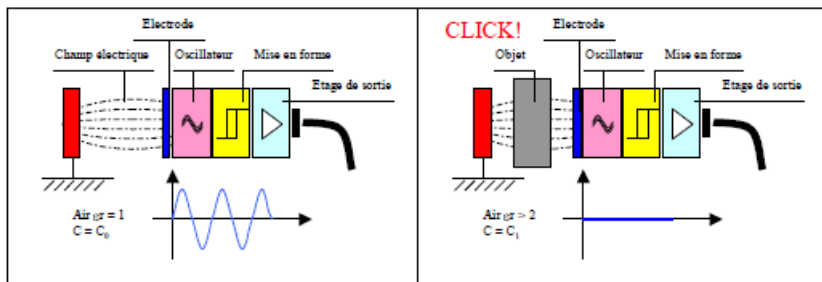 Electrode
Champ électrique
Oscillateur
Mise en forme
Etage de sortie
Air εr = 1
C = C₀
CLICK!
Electrode
Objet
Oscillateur
Mise en forme
Etage de sortie
Air εr > 2
C = C₁